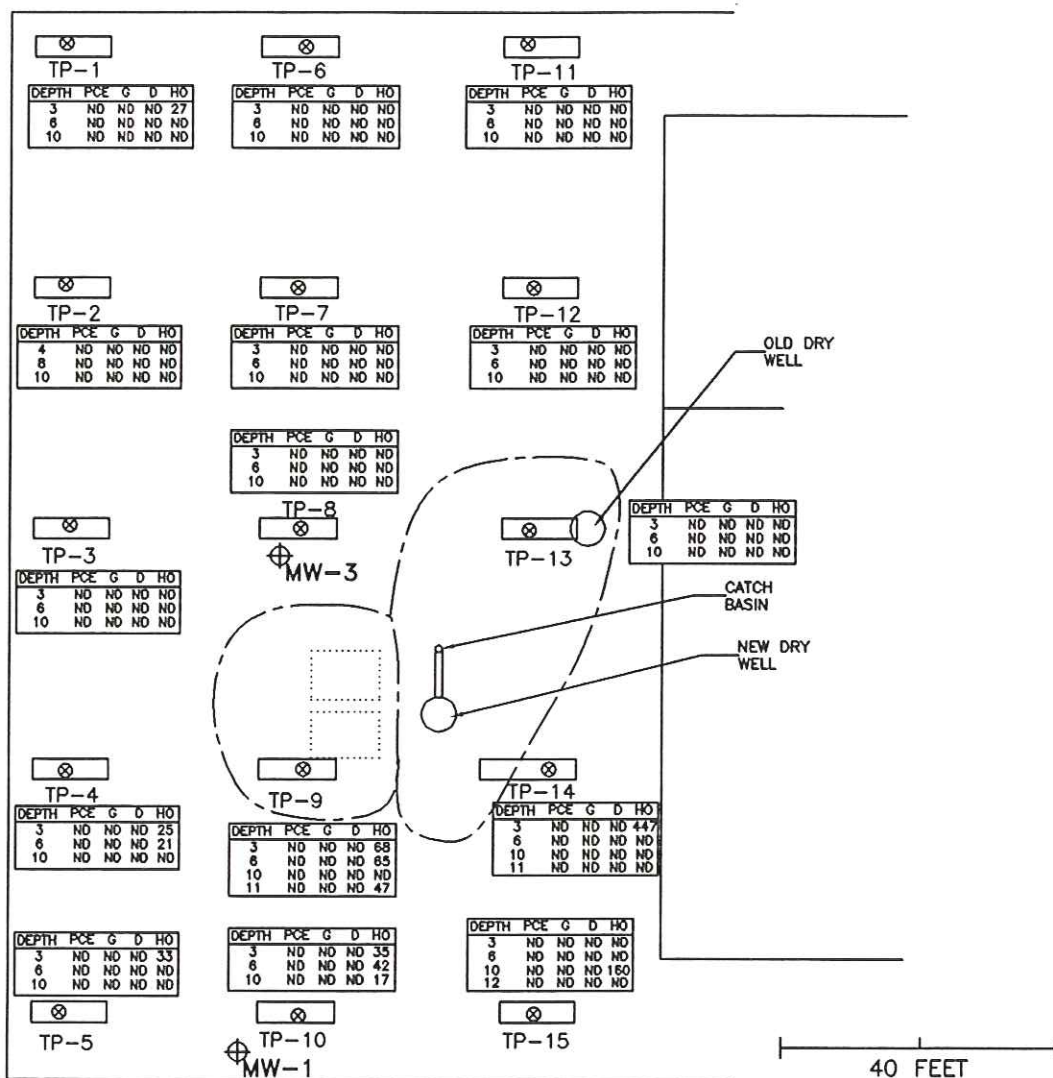 TP-1
DEPTH PCE G D HO
3 ND ND ND 27
6 ND ND ND ND
10 ND ND ND ND
TP-6
DEPTH PCE G D HO
3 ND ND ND ND
6 ND ND ND ND
10 ND ND ND ND
TP-11
DEPTH PCE G D HO
3 ND ND ND ND
6 ND ND ND ND
10 ND ND ND ND
TP-2
DEPTH PCE G D HO
4 ND ND ND ND
8 ND ND ND ND
10 ND ND ND ND
TP-7
DEPTH PCE G D HO
3 ND ND ND ND
6 ND ND ND ND
10 ND ND ND ND
TP-12
DEPTH PCE G D HO
3 ND ND ND ND
6 ND ND ND ND
10 ND ND ND ND
OLD DRY
WELL
DEPTH PCE G D HO
3 ND ND ND ND
6 ND ND ND ND
10 ND ND ND ND
TP-8
MW-3
TP-3
DEPTH PCE G D HO
3 ND ND ND ND
6 ND ND ND ND
10 ND ND ND ND
TP-13
DEPTH PCE G D HO
3 ND ND ND ND
6 ND ND ND ND
10 ND ND ND ND
CATCH
BASIN
NEW DRY
WELL
TP-4
DEPTH PCE G D HO
3 ND ND ND 25
6 ND ND ND 21
10 ND ND ND ND
TP-9
DEPTH PCE G D HO
3 ND ND ND 68
6 ND ND ND 65
10 ND ND ND ND
11 ND ND ND 47
TP-14
DEPTH PCE G D HO
3 ND ND ND 447
6 ND ND ND ND
10 ND ND ND ND
11 ND ND ND ND
DEPTH PCE G D HO
3 ND ND ND 33
6 ND ND ND ND
10 ND ND ND ND
TP-5
DEPTH PCE G D HO
3 ND ND ND 35
6 ND ND ND 42
10 ND ND ND 17
TP-10
MW-1
DEPTH PCE G D HO
3 ND ND ND ND
6 ND ND ND ND
10 ND ND ND 160
12 ND ND ND ND
TP-15
40 FEET